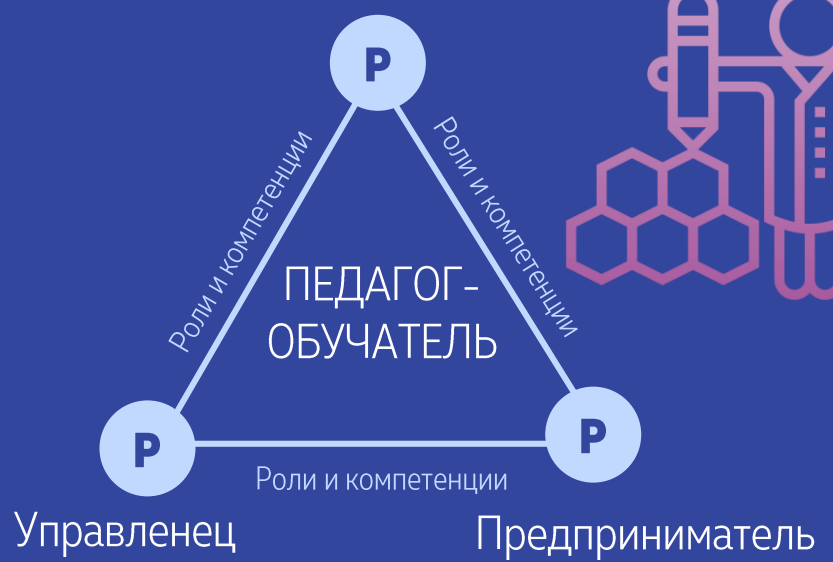 Р
Роли и компетенции
Роли и компетенции
ПЕДАГОГ-
ОБУЧАТЕЛЬ
Р
Р
Роли и компетенции
Управленец
Предприниматель